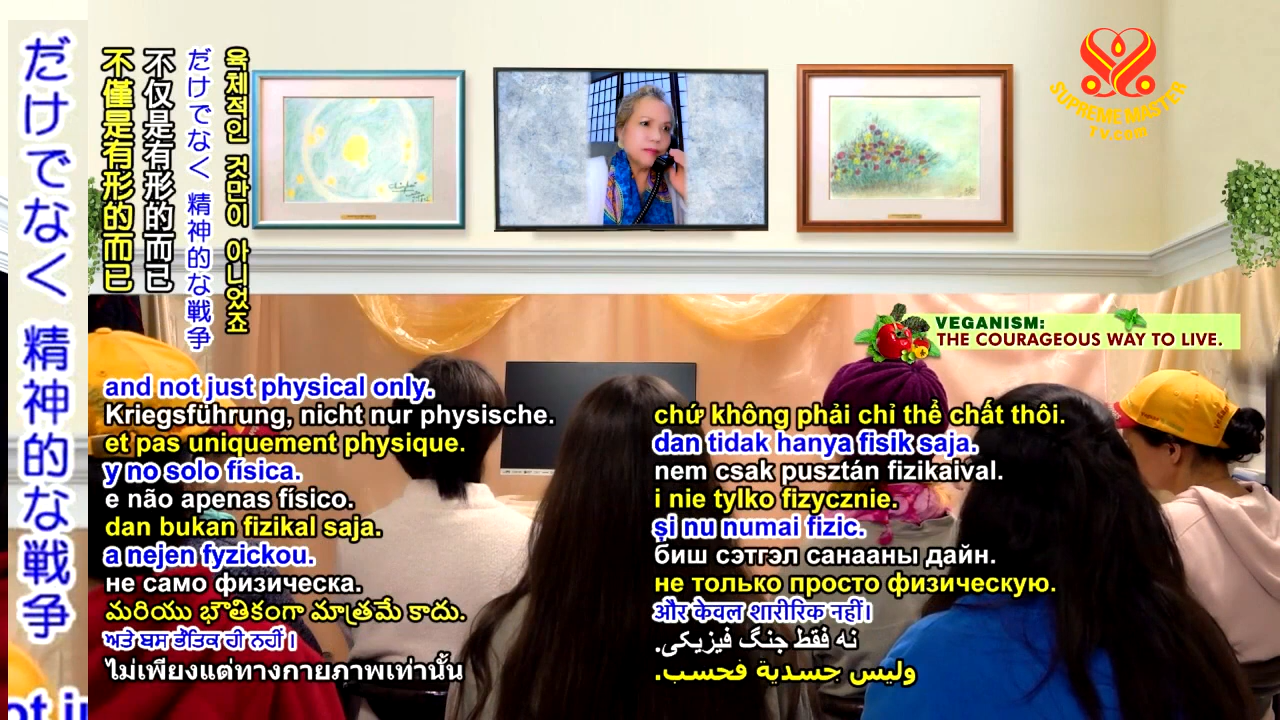 だけでなく 精神的な戦争
不僅是有形的而已
不仅是有形的而已
だけでなく 精神的な戦争
육체적인 것만이 아니었죠
SUPREME MASTER
TV.com
VEGANISM:
THE COURAGEOUS WAY TO LIVE.
and not just physical only.
Kriegsführung, nicht nur physische.
et pas uniquement physique.
y no solo física.
e não apenas físico.
dan bukan fizikal saja.
a nejen fyzickou.
не само физическа.
మరియు భౌతికంగా మాత్రమే కాదు.
ਅਤੇ ਬਸ ਭੌਤਿਕ ਹੀ ਨਹੀਂ।
ไม่เพียงแต่ทางกายภาพเท่านั้น
chứ không phải chỉ thể chất thôi.
dan tidak hanya fisik saja.
nem csak pusztán fizikaival.
i nie tylko fizycznie.
și nu numai fizic.
биш сэтгэл санааны дайн.
не только просто физическую.
और केवल शारीरिक नहीं।
نه فقط جنگ فیزیکی.
وليس جسدية فحسب.